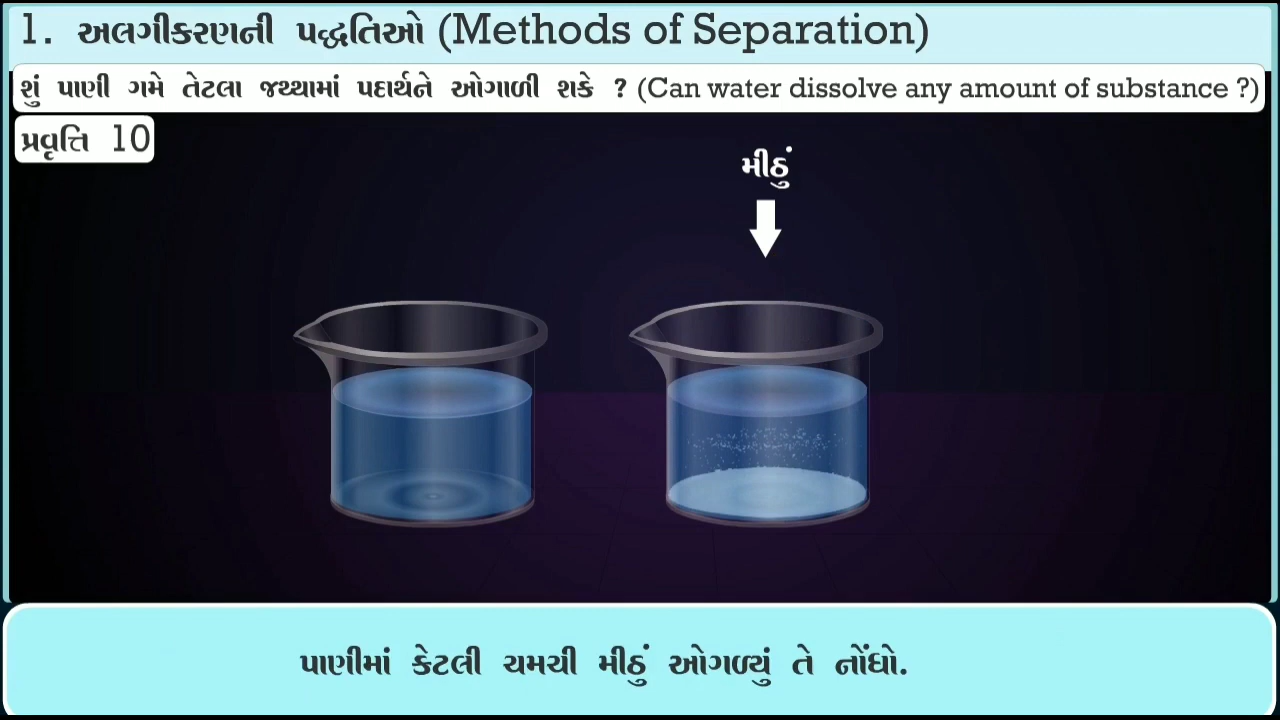 1. અલગીકરણની પદ્ધતિઓ (Methods of Separation)
શું પાણી ગમે તેટલા જથ્થામાં પદાર્થને ઓગાળી શકે ? (Can water dissolve any amount of substance ?)
પ્રવૃત્તિ 10
મીઠું
પાણીમાં કેટલી ચમચી મીઠું ઓગળ્યું તે નોંધો.